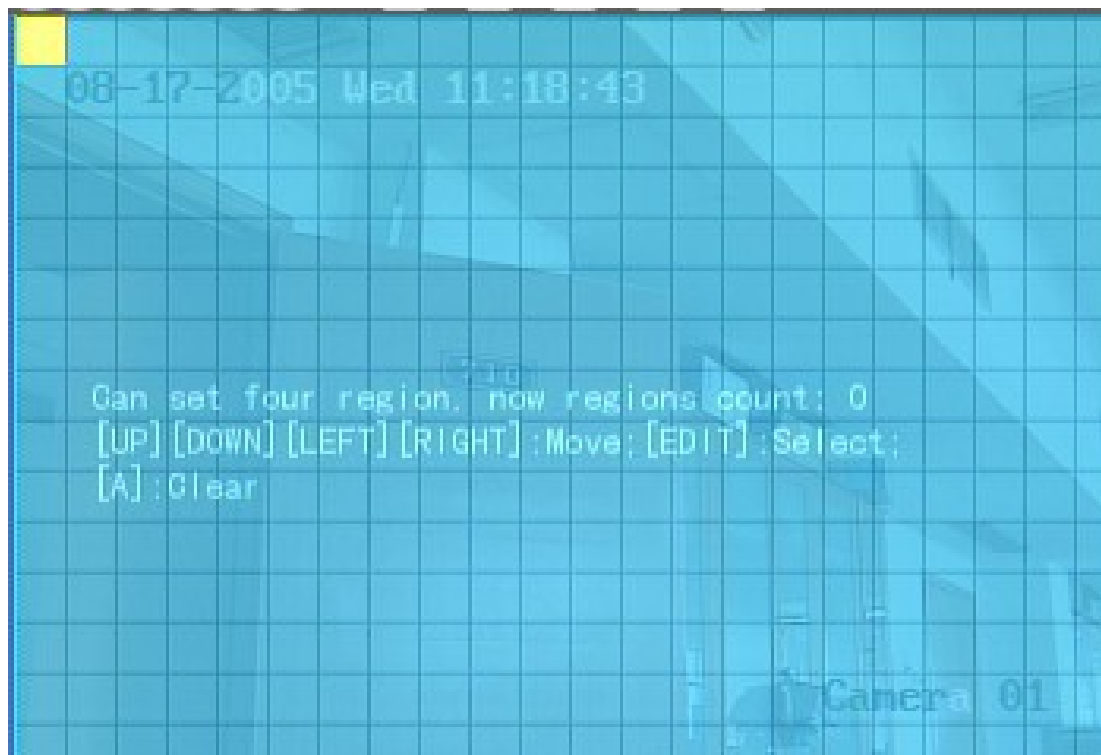 08-17-2005 Wed 11:18:43
Can set four region, now regions count: 0
[UP][DOWN][LEFT][RIGHT]:Move;[EDIT]:Select;
[A]:Clear
Camera 01